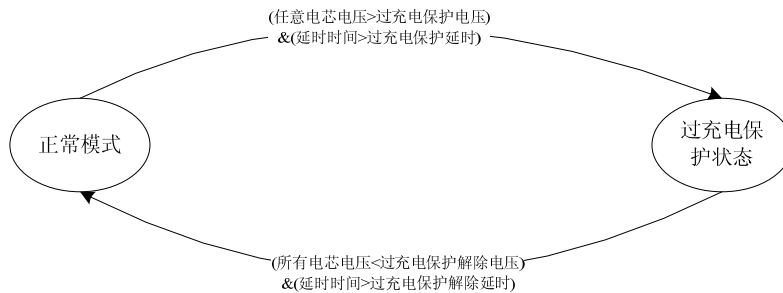 (任意电芯电压>过充电保护电压)
&(延时时间>过充电保护延时)
正常模式
过充电保
护状态
(所有电芯电压<过充电保护解除电压)
&(延时时间>过充电保护解除延时)